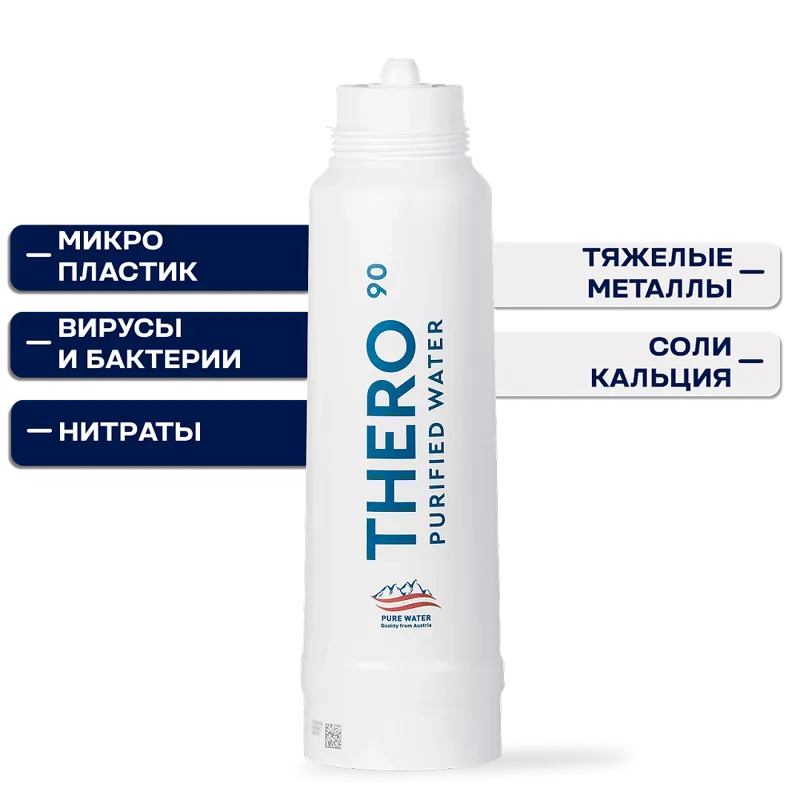 МИКРО
ПЛАСТИК
ВИРУСЫ
И БАКТЕРИИ
НИТРАТЫ
ТЯЖЕЛЫЕ
МЕТАЛЛЫ
СОЛИ
КАЛЬЦИЯ
THERO 90
PURIFIED WATER
PURE WATER
Quality from Austria